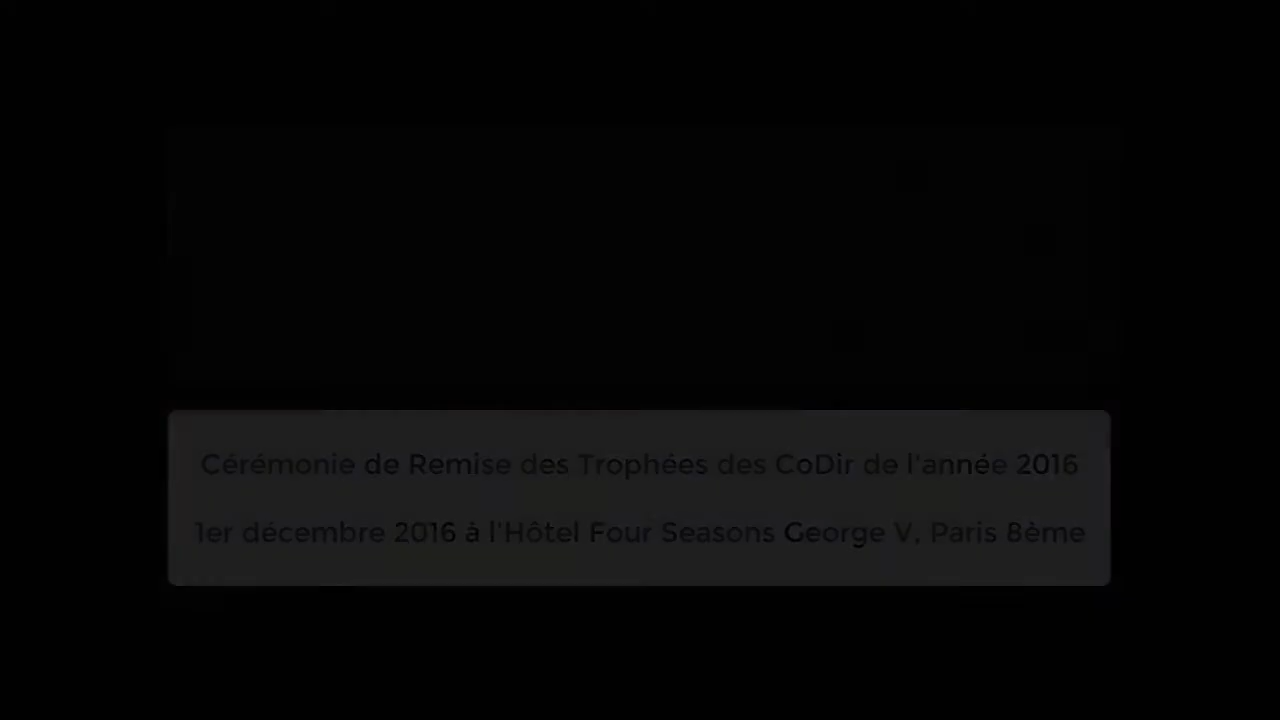 Cérémonie de Remise des Trophées des CoDir de l'année 2016
1er décembre 2016 à l'Hôtel Four Seasons George V, Paris 8ème